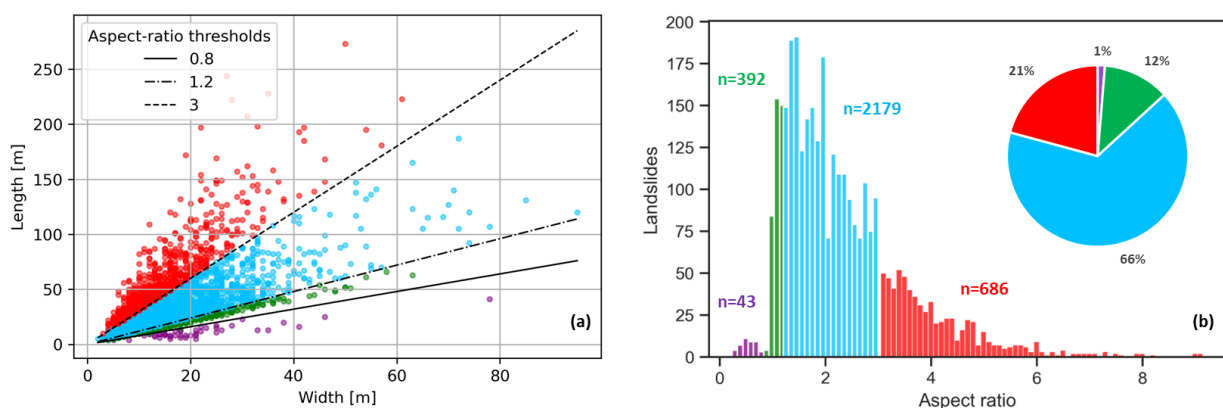 Aspect-ratio thresholds
0.8
1.2
3
250
200
150
100
50
0
Length [m]
0 20 40 60 80
Width [m]
(a)
200
175
150
125
100
75
50
25
0
Landslides
n=392
n=2179
n=43
n=686
1%
12%
21%
66%
(b)
0 2 4 6 8
Aspect ratio